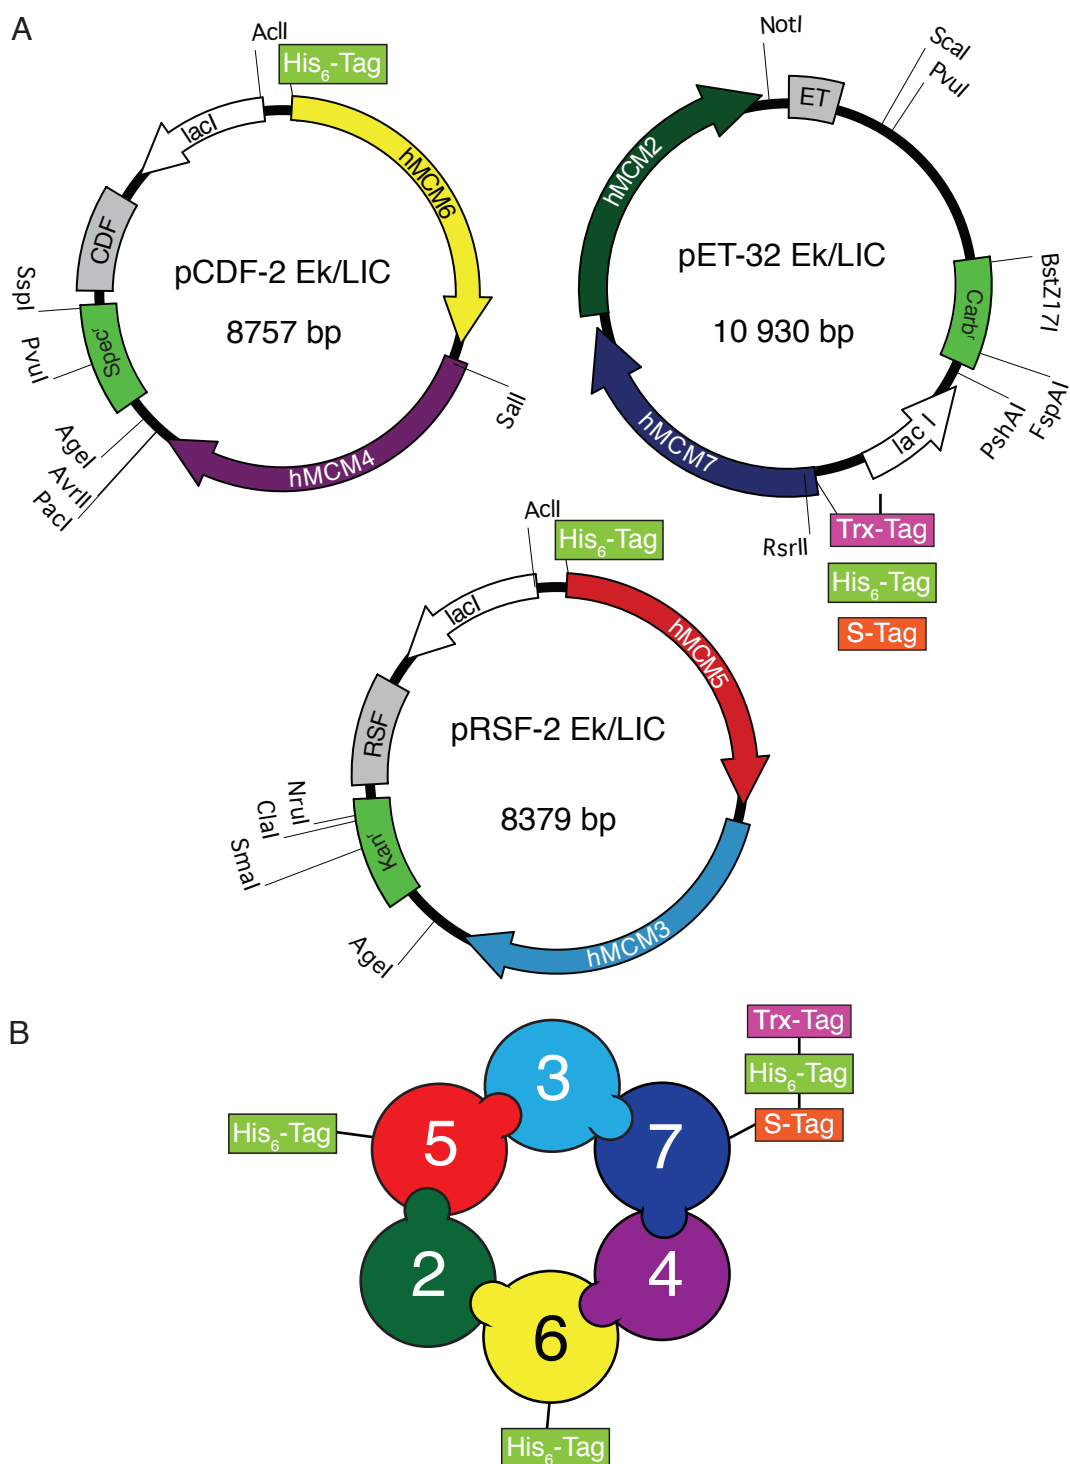 A
AclI
His6-Tag
lacI
hMCM6
CDF
pCDF-2 Ek/LIC
8757 bp
SspI
PvuI
Specr
AgeI
AvrII
PacI
hMCM4
SalI
NotI
ET
ScaI
PvuI
hMCM2
pET-32 Ek/LIC
10 930 bp
BstZ17I
Carbr
FspAI
PshAI
lac I
hMCM7
RsrII
Trx-Tag
His6-Tag
S-Tag
AclI
His6-Tag
lacI
hMCM5
RSF
pRSF-2 Ek/LIC
8379 bp
NruI
ClaI
SmaI
Kanr
AgeI
hMCM3
B
Trx-Tag
His6-Tag
S-Tag
3
His6-Tag
5
7
2
4
6
His6-Tag